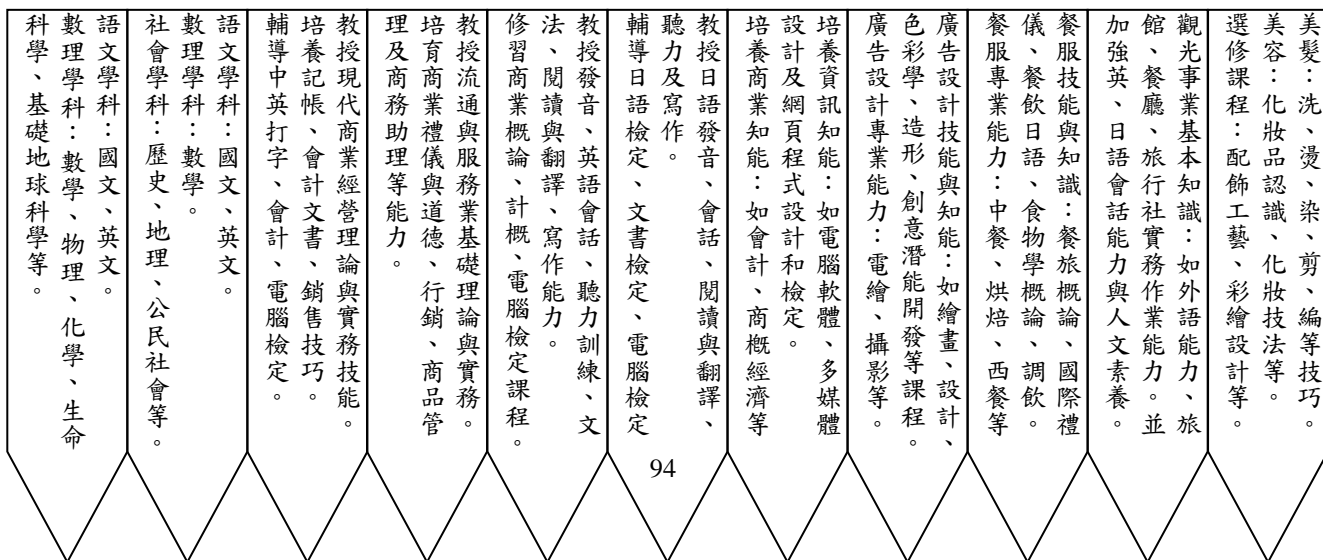 美髮：洗、燙、染、剪、編等技巧。
美容：化妝品認識、化妝技法等。
選修課程：配飾工藝、彩繪設計等。
觀光事業基本知識：如外語能力、旅
館、餐廳、旅行社實務作業能力。並
加強英、日語會話能力與人文素養。
餐服技能與知識：餐旅概論、國際禮
儀、餐飲日語、食物學概論、調飲。
餐服專業能力：中餐、烘焙、西餐等
廣告設計技能與知能：如繪畫、設計、
色彩學、造形、創意潛能開發等課程。
廣告設計專業能力：電繪、攝影等。
培養資訊知能：如電腦軟體、多媒體
設計及網頁程式設計和檢定。
培養商業知能：如會計、商概經濟等
教授日語發音、會話、閱讀與翻譯、
聽力及寫作。
輔導日語檢定、文書檢定、電腦檢定
教授發音、英語會話、聽力訓練、文
法、閱讀與翻譯、寫作能力。
修習商業概論、計概、電腦檢定課程。
教授流通與服務業基礎理論與實務。
培育商業禮儀與道德、行銷、商品管
理及商務助理等能力。
教授現代商業經營理論與實務技能。
培養記帳、會計文書、銷售技巧。
輔導中英打字、會計、電腦檢定。
語文學科：國文、英文。
數理學科：數學。
社會學科：歷史、地理、公民社會等。
語文學科：國文、英文。
數理學科：數學、物理、化學、生命
科學、基礎地球科學等。
94